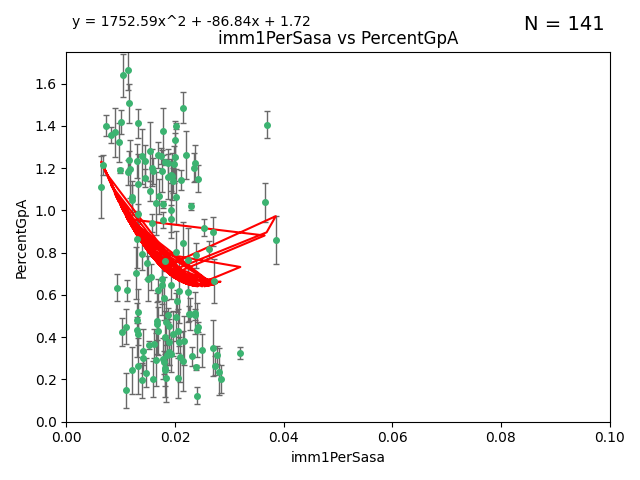 y = 1752.59x^2 + -86.84x + 1.72
N = 141
imm1PerSasa vs PercentGpA
PercentGpA
1.6
1.4
1.2
1.0
0.8
0.6
0.4
0.2
0.0
0.00 0.02 0.04 0.06 0.08 0.10
imm1PerSasa